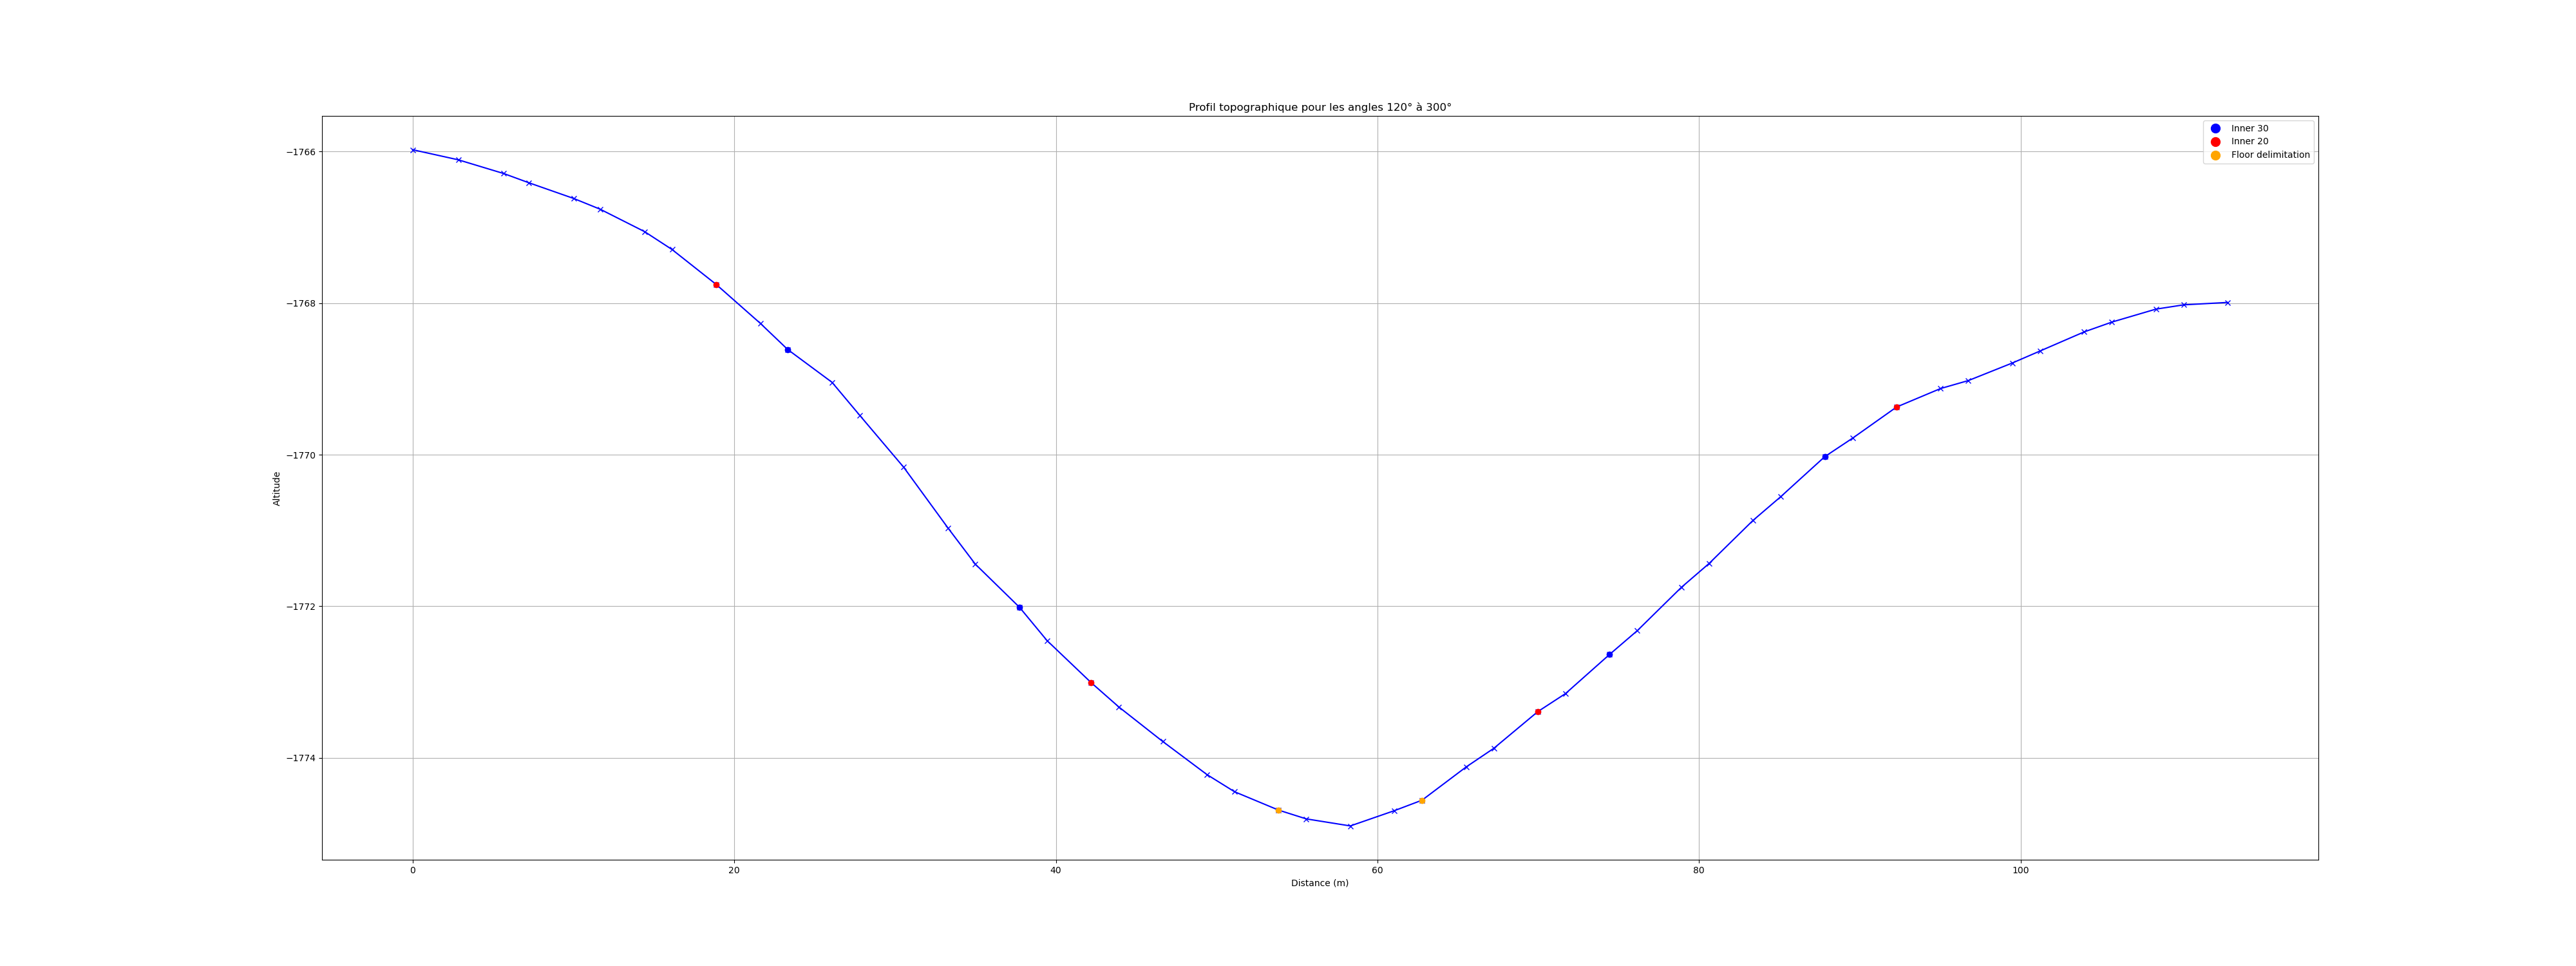 Profil topographique pour les angles 120° à 300°
Inner 30
Inner 20
Floor delimitation
−1766
−1768
−1770
−1772
−1774
Altitude
0 20 40 60 80 100
Distance (m)